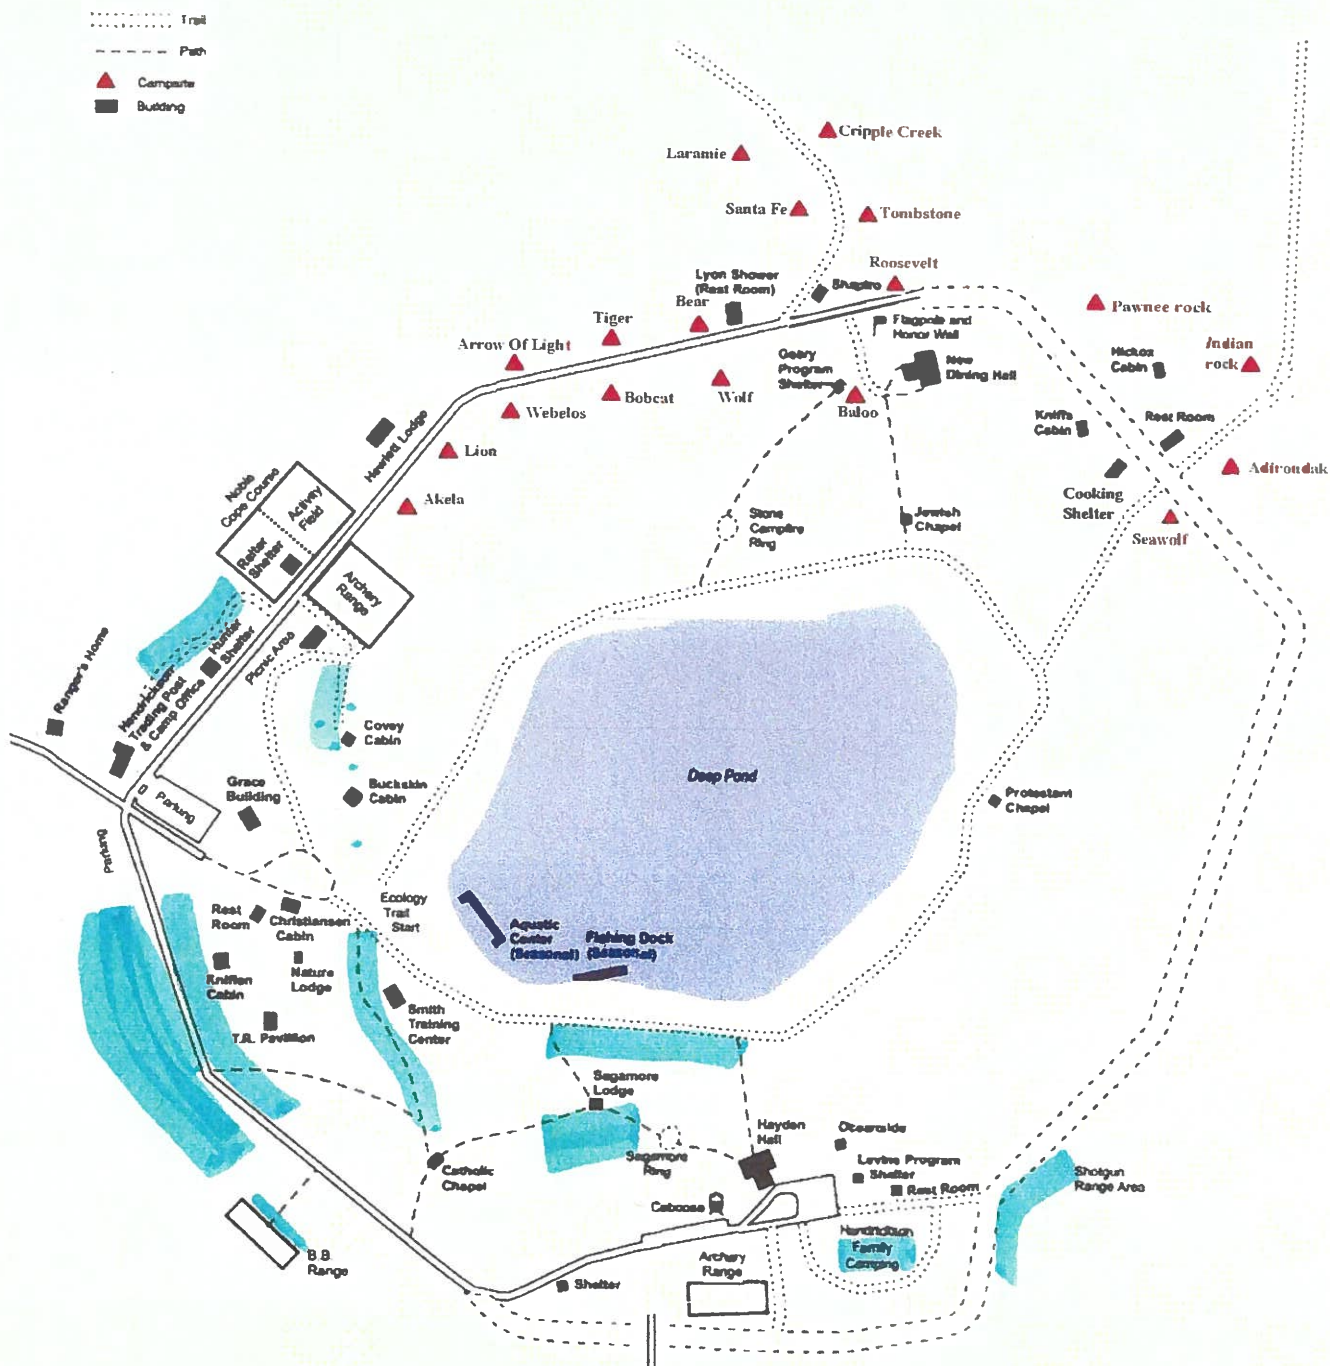 Trail
Path
Campsite
Building
Cripple Creek
Laramie
Santa Fe
Tombstone
Roosevelt
Lyon Shower
(Rest Room)
Shapiro
Bear
Pawnee rock
Tiger
Flagpole and
Honor Wall
Arrow Of Light
Geary
Program
Shelter
New
Dining Hall
Hickox
Cabin
Indian
rock
Bobcat
Wolf
Baloo
Webelos
Kniffs
Cabin
Rest Room
Hewlett Lodge
Lion
Adirondak
Noble
Cope Course
Activity
Field
Akela
Cooking
Shelter
Stone
Campfire
Ring
Jewish
Chapel
Seawolf
Reiter
Shelter
Archery
Range
Ranger's Home
Hunter
Shelter
Picnic Area
Hendrickson
Trading Post
& Camp Office
Covey
Cabin
Deep Pond
Grace
Building
Buckskin
Cabin
Parking
Protestant
Chapel
Parking
Ecology
Trail
Start
Rest
Room
Christiansen
Cabin
Aquatic
Center
(Seasonal)
Fishing Dock
(Seasonal)
Kniffen
Cabin
Nature
Lodge
Smith
Training
Center
T.R. Pavillion
Sagamore
Lodge
Hayden
Hall
Oceanside
Sagamore
Ring
Levine Program
Shelter
Rest Room
Shotgun
Range Area
Catholic
Chapel
Caboose
Hendrickson
Family
Camping
B.B.
Range
Archery
Range
Shelter